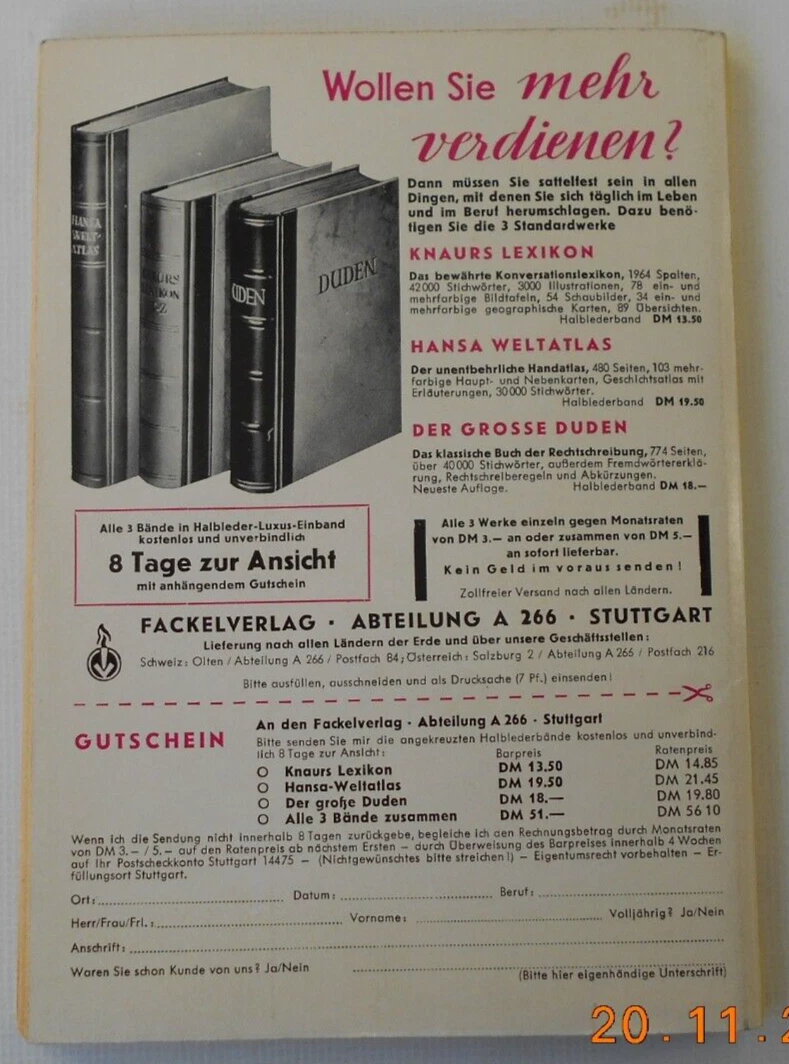 Wollen Sie mehr
verdienen?
Dann müssen Sie sattelfest sein in allen
Dingen, mit denen Sie sich täglich im Leben
und im Beruf herumschlagen. Dazu benö-
tigen Sie die 3 Standardwerke
KNAURS LEXIKON
Das bewährte Konversationslexikon, 1964 Spalten,
42000 Stichwörter, 3000 Illustrationen, 78 ein- und
mehrfarbige Bildtafeln, 54 Schaubilder, 34 ein- und
mehrfarbige geographische Karten, 89 Übersichten.
Halblederband DM 13.50
HANSA WELTATLAS
Der unentbehrliche Handatlas, 480 Seiten, 103 mehr-
farbige Haupt- und Nebenkarten, Geschichtsatlas mit
Erläuterungen, 30000 Stichwörter.
Halblederband DM 19.50
DER GROSSE DUDEN
Das klassische Buch der Rechtschreibung, 774 Seiten,
über 40000 Stichwörter, außerdem Fremdwörtererklä-
rung, Rechtschreiberegeln und Abkürzungen.
Neueste Auflage. Halblederband DM 18.—
HANSA
WELT-
ATLAS
DUDEN
Alle 3 Bände in Halbleder-Luxus-Einband
kostenlos und unverbindlich
8 Tage zur Ansicht
mit anhängendem Gutschein
Alle 3 Werke einzeln gegen Monatsraten
von DM 3.— an oder zusammen von DM 5.—
an sofort lieferbar.
Kein Geld im voraus senden!
Zollfreier Versand nach allen Ländern.
FACKELVERLAG · ABTEILUNG A 266 · STUTTGART
Lieferung nach allen Ländern der Erde und über unsere Geschäftsstellen:
Schweiz: Olten / Abteilung A 266 / Postfach 84; Österreich: Salzburg 2 / Abteilung A 266 / Postfach 216
Bitte ausfüllen, ausschneiden und als Drucksache (7 Pf.) einsenden!
GUTSCHEIN
An den Fackelverlag · Abteilung A 266 · Stuttgart
Bitte senden Sie mir die angekreuzten Halblederbände kostenlos und unverbind-
lich 8 Tage zur Ansicht: Barpreis Ratenpreis
O Knaurs Lexikon DM 13.50 DM 14.85
O Hansa-Weltatlas DM 19.50 DM 21.45
O Der große Duden DM 18.— DM 19.80
O Alle 3 Bände zusammen DM 51.— DM 56 10
Wenn ich die Sendung nicht innerhalb 8 Tagen zurückgebe, begleiche ich den Rechnungsbetrag durch Monatsraten
von DM 3.— / 5.— auf den Ratenpreis ab nächstem Ersten — durch Überweisung des Barpreises innerhalb 4 Wochen
auf Ihr Postscheckkonto Stuttgart 14475 — (Nichtgewünschtes bitte streichen!) — Eigentumsrecht vorbehalten — Er-
füllungsort Stuttgart.
Ort: Datum: Beruf:
Herr/Frau/Frl.: Vorname: Volljährig? Ja/Nein
Anschrift:
Waren Sie schon Kunde von uns? Ja/Nein
(Bitte hier eigenhändige Unterschrift)
20.11.2